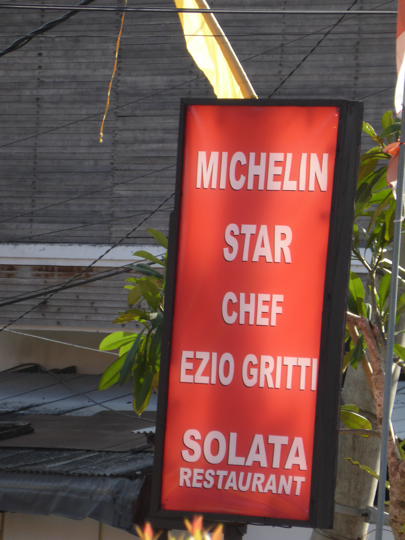 MICHELIN
STAR
CHEF
EZIO GRITTI
SOLATA
RESTAURANT